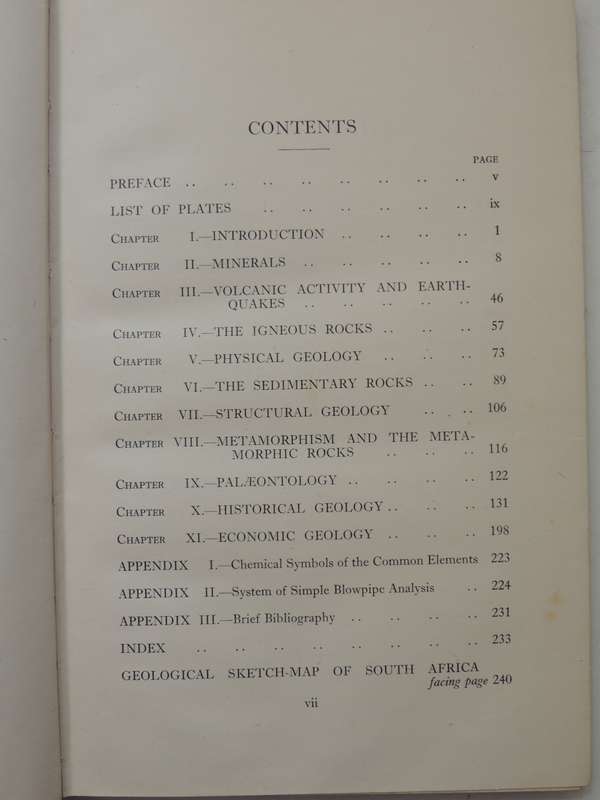 CONTENTS
PAGE
PREFACE .. .. .. .. .. .. .. .. v
LIST OF PLATES .. .. .. .. .. .. ix
CHAPTER I.—INTRODUCTION .. .. .. .. 1
CHAPTER II.—MINERALS .. .. .. .. .. 8
CHAPTER III.—VOLCANIC ACTIVITY AND EARTH-
QUAKES .. .. .. .. .. 46
CHAPTER IV.—THE IGNEOUS ROCKS .. .. .. 57
CHAPTER V.—PHYSICAL GEOLOGY .. .. .. 73
CHAPTER VI.—THE SEDIMENTARY ROCKS .. .. 89
CHAPTER VII.—STRUCTURAL GEOLOGY .. .. 106
CHAPTER VIII.—METAMORPHISM AND THE META-
MORPHIC ROCKS .. .. .. 116
CHAPTER IX.—PALÆONTOLOGY .. .. .. .. 122
CHAPTER X.—HISTORICAL GEOLOGY .. .. .. 131
CHAPTER XI.—ECONOMIC GEOLOGY .. .. .. 198
APPENDIX I.—Chemical Symbols of the Common Elements 223
APPENDIX II.—System of Simple Blowpipe Analysis .. 224
APPENDIX III.—Brief Bibliography .. .. .. .. 231
INDEX .. .. .. .. .. .. .. .. 233
GEOLOGICAL SKETCH-MAP OF SOUTH AFRICA
facing page 240
vii